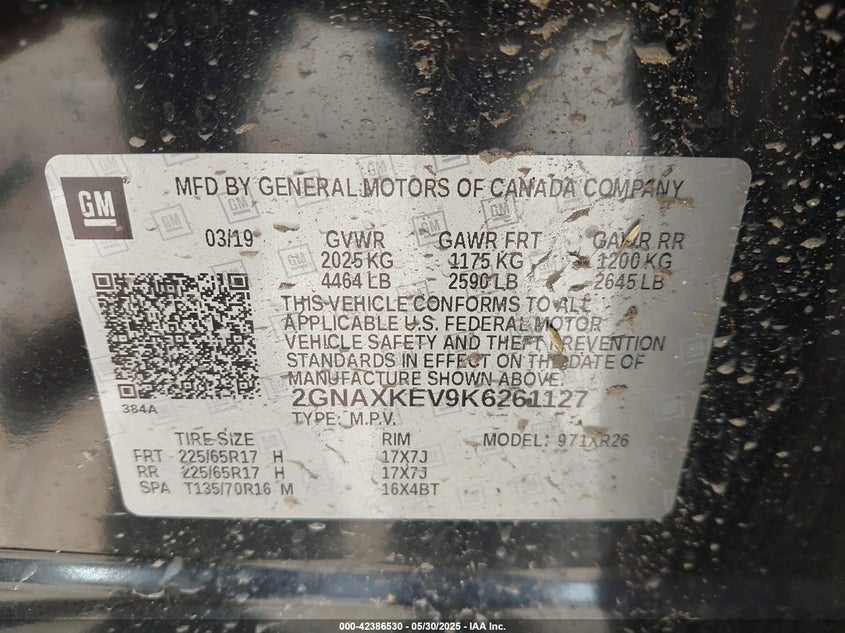 GM
MFD BY GENERAL MOTORS OF CANADA COMPANY
03/19 GVWR GAWR FRT GAWR RR
2025 KG 1175 KG 1200 KG
4464 LB 2590 LB 2645 LB
THIS VEHICLE CONFORMS TO ALL
APPLICABLE U.S. FEDERAL MOTOR
VEHICLE SAFETY AND THEFT PREVENTION
STANDARDS IN EFFECT ON THE DATE OF
MANUFACTURE SHOWN ABOVE.
384A 2GNAXKEV9K6261127
TYPE: M.P.V.
TIRE SIZE RIM MODEL: 971XR26
FRT 225/65R17 H 17X7J
RR 225/65R17 H 17X7J
SPA T135/70R16 M 16X4BT
000-42386530 - 05/30/2025 - IAA Inc.